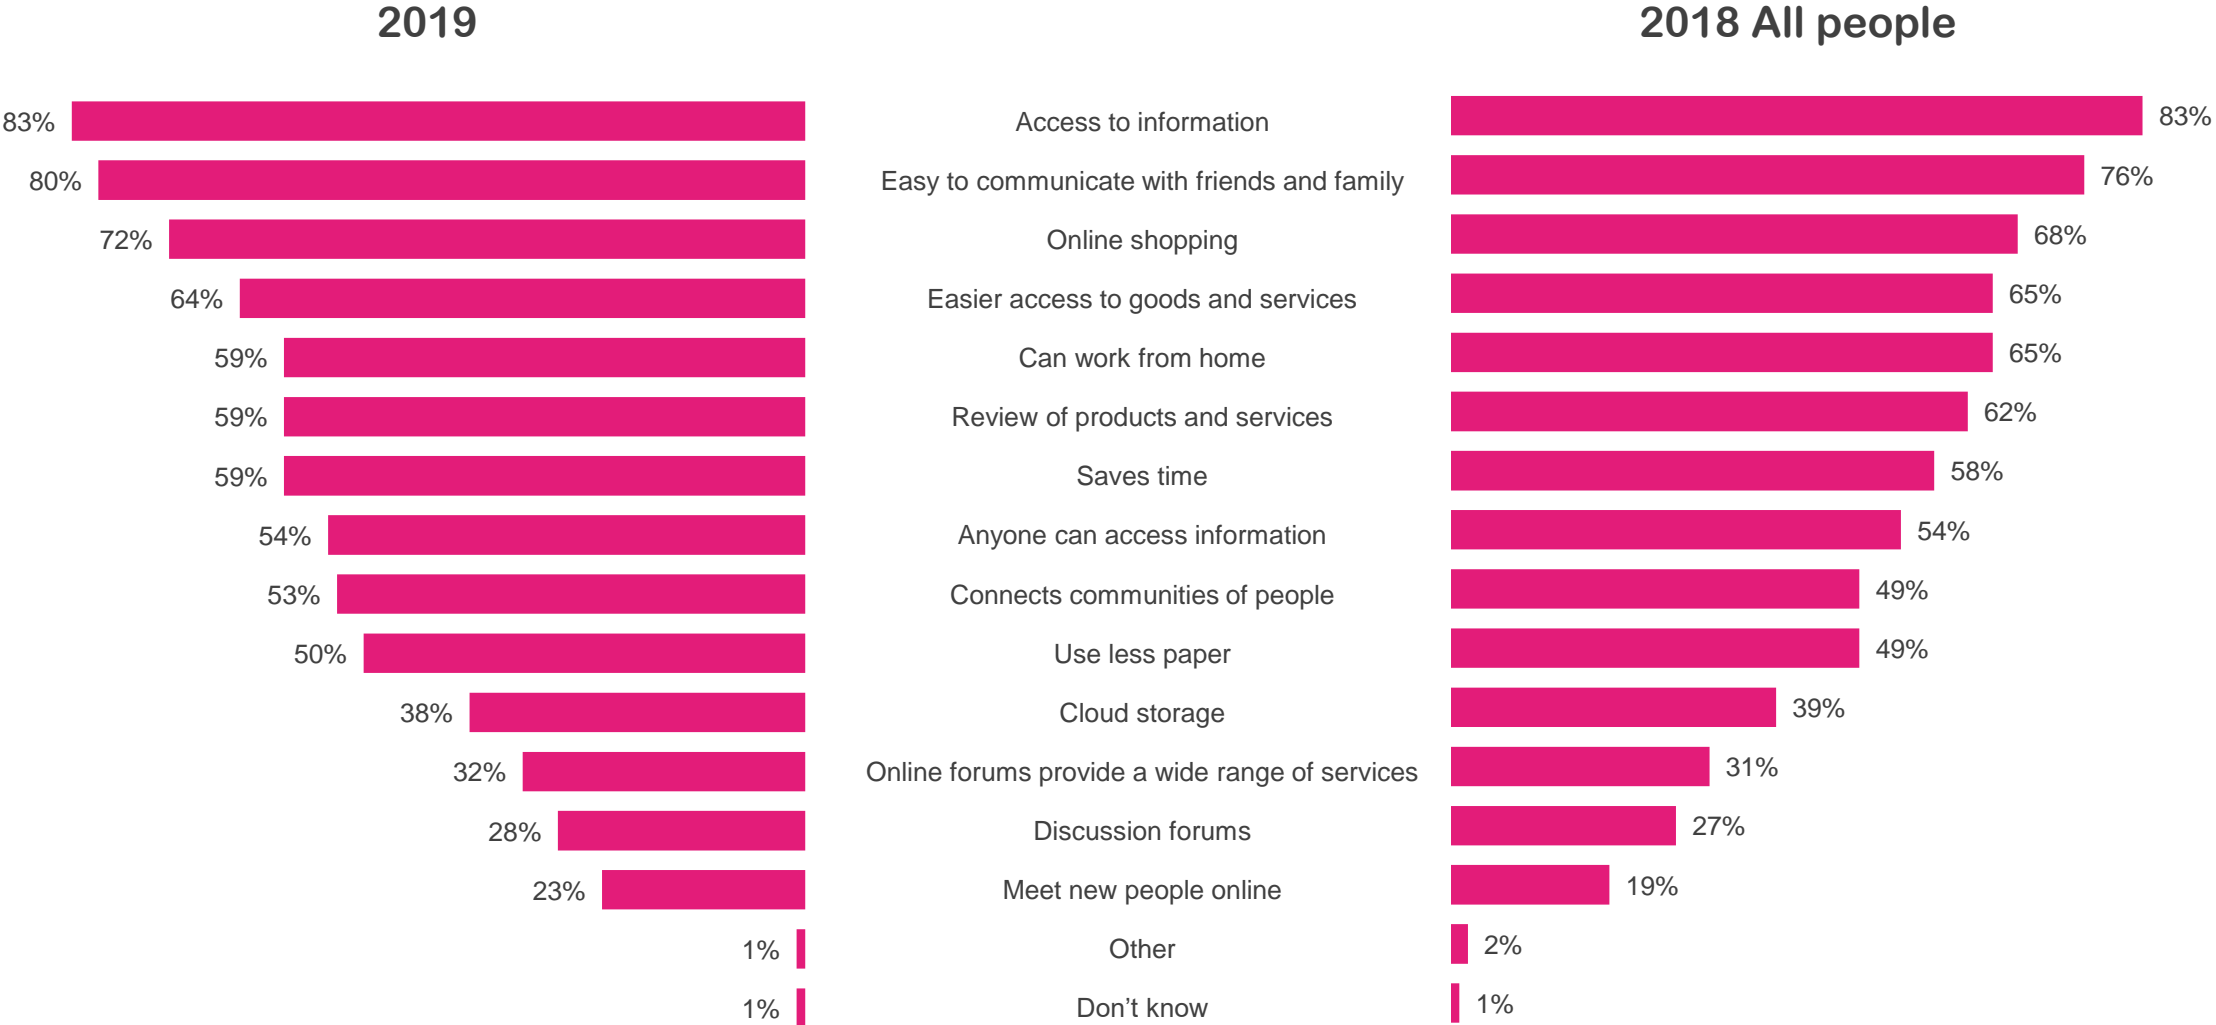 2019
2018 All people
83% Access to information 83%
80% Easy to communicate with friends and family 76%
72% Online shopping 68%
64% Easier access to goods and services 65%
59% Can work from home 65%
59% Review of products and services 62%
59% Saves time 58%
54% Anyone can access information 54%
53% Connects communities of people 49%
50% Use less paper 49%
38% Cloud storage 39%
32% Online forums provide a wide range of services 31%
28% Discussion forums 27%
23% Meet new people online 19%
1% Other 2%
1% Don’t know 1%